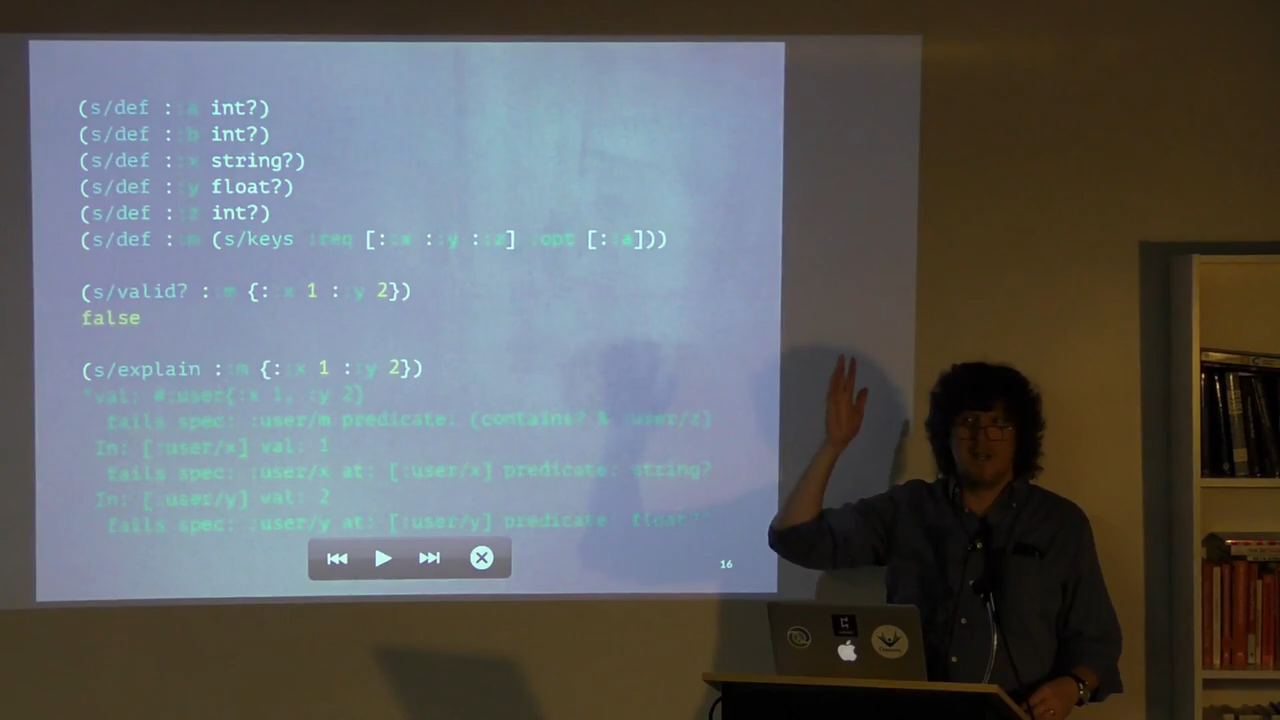 (s/def ::a int?)
(s/def ::b int?)
(s/def ::x string?)
(s/def ::y float?)
(s/def ::z int?)
(s/def ::m (s/keys :req [::x ::y ::z] :opt [::a]))
(s/valid? ::m {::x 1 ::y 2})
false
(s/explain ::m {::x 1 ::y 2})
"val: #:user{:x 1, :y 2}
fails spec: :user/m predicate: (contains? % :user/z)
In: [:user/x] val: 1
fails spec: :user/x at: [:user/x] predicate: string?
In: [:user/y] val: 2
fails spec: :user/y at: [:user/y] predicate: float?"
16